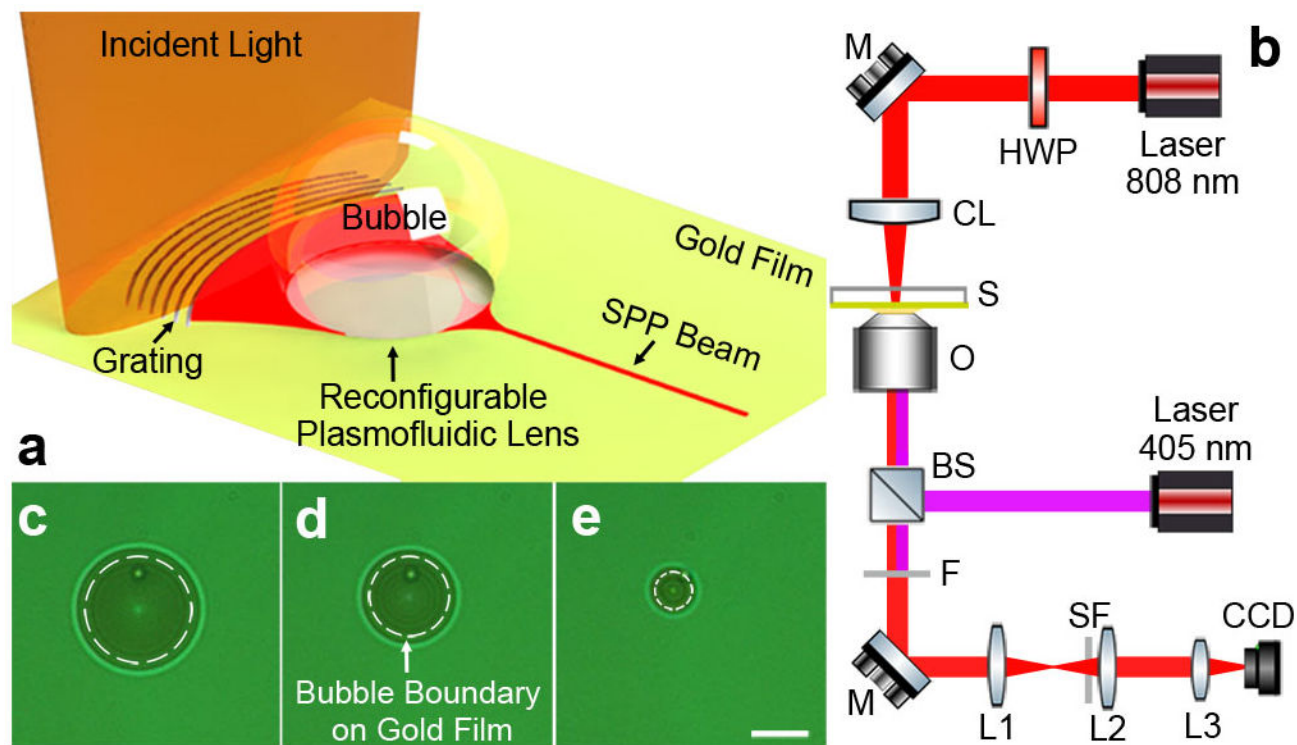 Incident Light
Bubble
Gold Film
SPP Beam
Grating
Reconfigurable
Plasmofluidic Lens
a
b
M
HWP
Laser
808 nm
CL
S
O
Laser
405 nm
BS
F
M
L1
SF
L2
L3
CCD
c
d
e
Bubble Boundary
on Gold Film